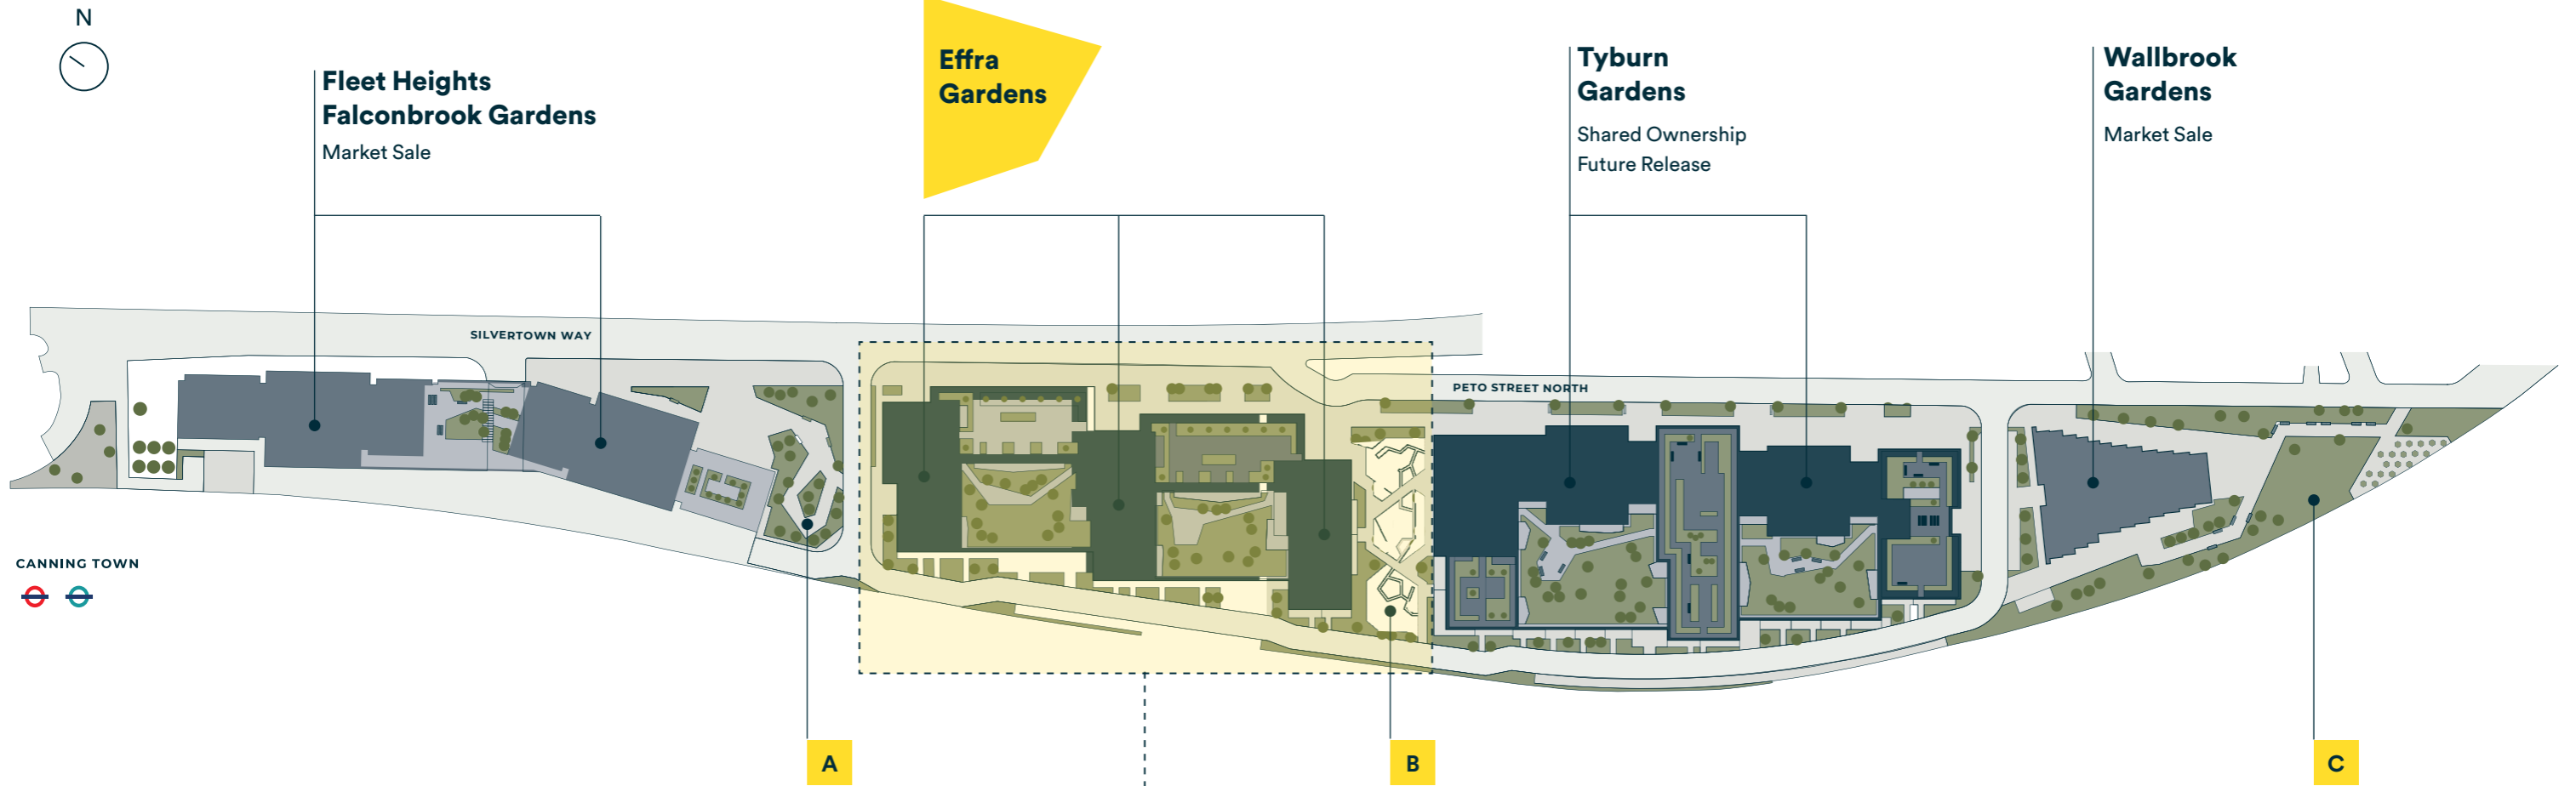 N
Fleet Heights
Falconbrook Gardens
Market Sale
Effra
Gardens
Tyburn
Gardens
Shared Ownership
Future Release
Wallbrook
Gardens
Market Sale
SILVERTOWN WAY
PETO STREET NORTH
CANNING TOWN
A
B
C